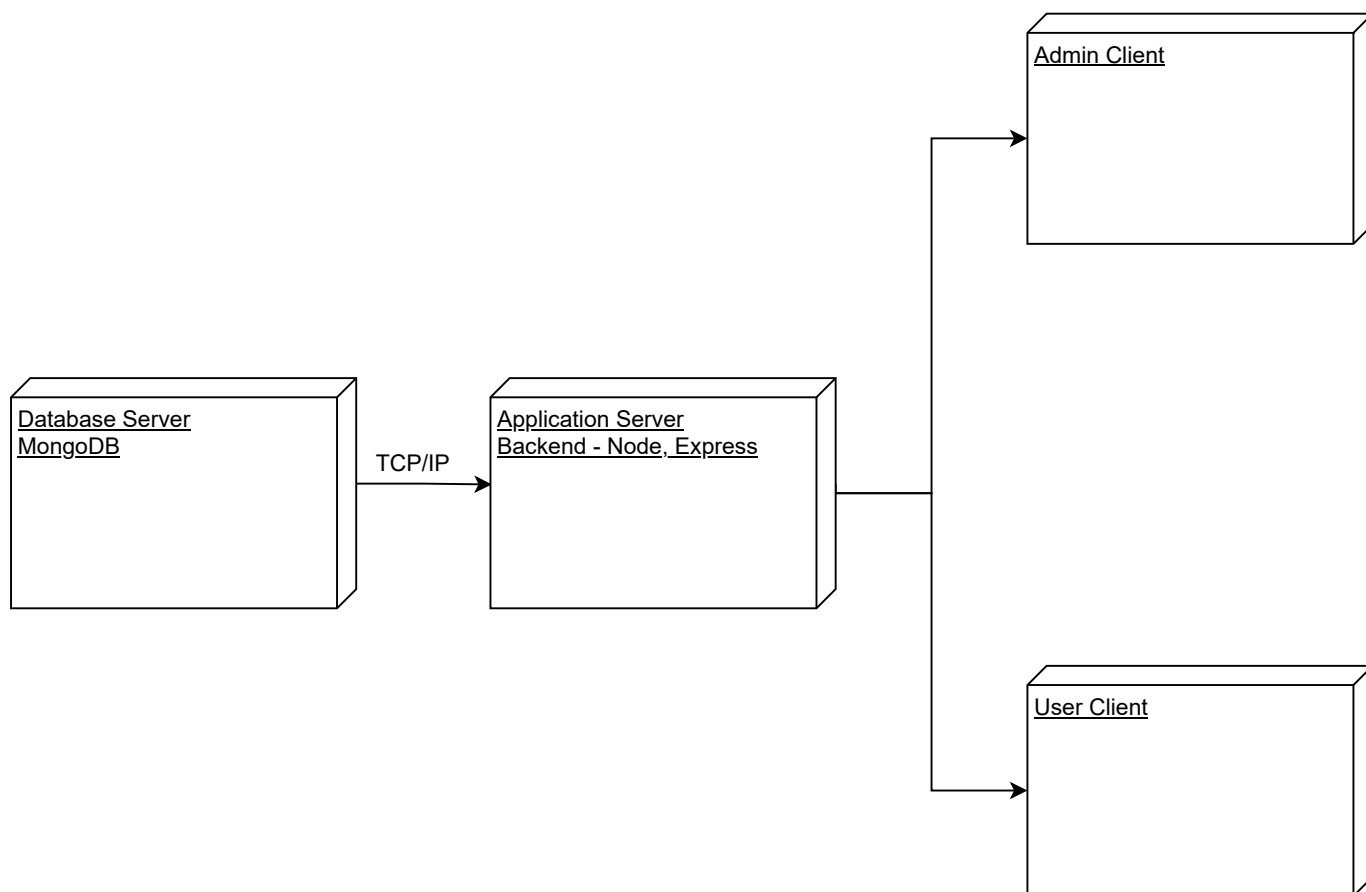 Admin Client
Database Server
MongoDB
TCP/IP
Application Server
Backend - Node, Express
User Client